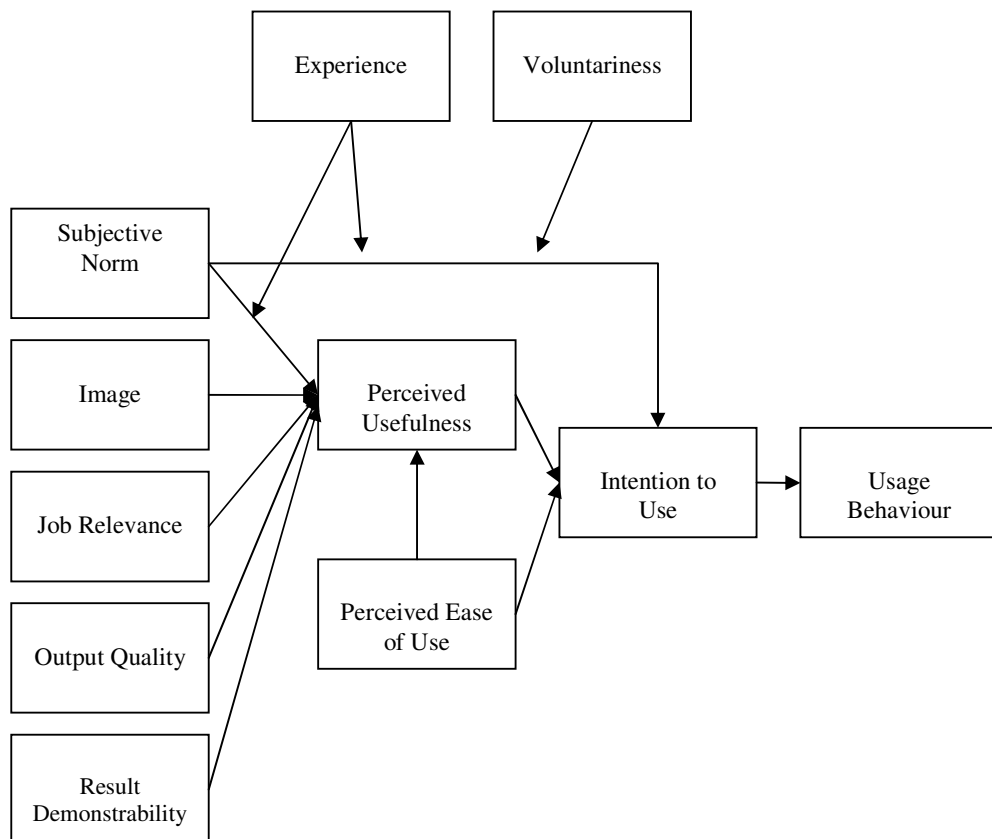 Experience
Voluntariness
Subjective
Norm
Image
Perceived
Usefulness
Job Relevance
Intention to
Use
Usage
Behaviour
Perceived Ease
of Use
Output Quality
Result
Demonstrability